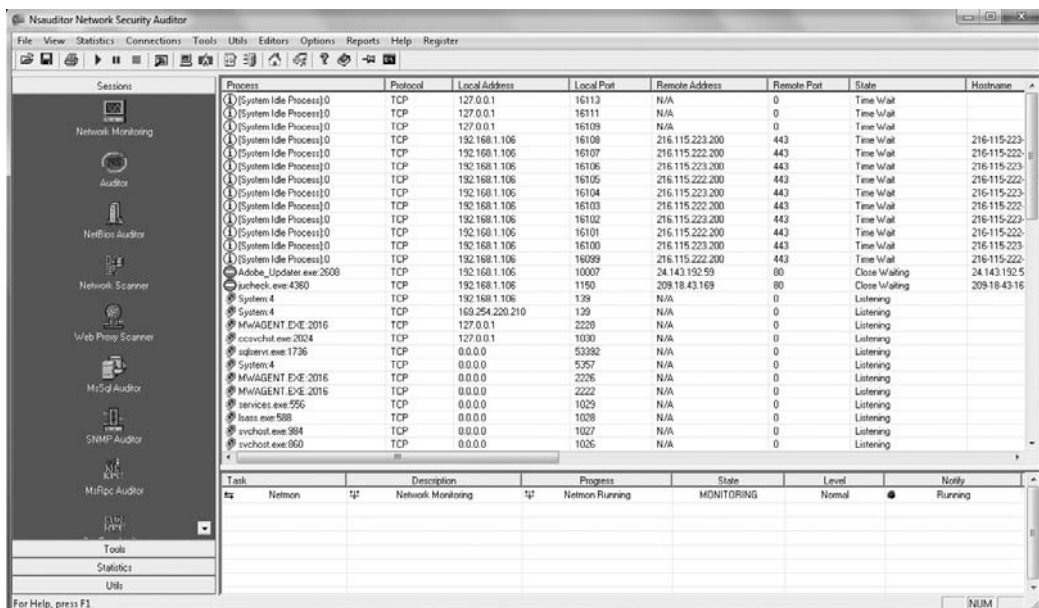 Nsauditor Network Security Auditor
File View Statistics Connections Tools Utils Editors Options Reports Help Register
Sessions
Network Monitoring
Auditor
NetBios Auditor
Network Scanner
Web Proxy Scanner
MsSql Auditor
SNMP Auditor
MsRpc Auditor
Tools
Statistics
Utils
Process Protocol Local Address Local Port Remote Address Remote Port State Hostname
[System Idle Process]:0 TCP 127.0.0.1 16113 N/A 0 Time Wait
[System Idle Process]:0 TCP 127.0.0.1 16111 N/A 0 Time Wait
[System Idle Process]:0 TCP 127.0.0.1 16109 N/A 0 Time Wait
[System Idle Process]:0 TCP 192.168.1.106 16108 216.115.223.200 443 Time Wait 216-115-223-
[System Idle Process]:0 TCP 192.168.1.106 16107 216.115.222.200 443 Time Wait 216-115-222-
[System Idle Process]:0 TCP 192.168.1.106 16106 216.115.223.200 443 Time Wait 216-115-223-
[System Idle Process]:0 TCP 192.168.1.106 16105 216.115.222.200 443 Time Wait 216-115-222-
[System Idle Process]:0 TCP 192.168.1.106 16104 216.115.223.200 443 Time Wait 216-115-223-
[System Idle Process]:0 TCP 192.168.1.106 16103 216.115.222.200 443 Time Wait 216-115-222-
[System Idle Process]:0 TCP 192.168.1.106 16102 216.115.223.200 443 Time Wait 216-115-223-
[System Idle Process]:0 TCP 192.168.1.106 16101 216.115.222.200 443 Time Wait 216-115-222-
[System Idle Process]:0 TCP 192.168.1.106 16100 216.115.223.200 443 Time Wait 216-115-223-
[System Idle Process]:0 TCP 192.168.1.106 16099 216.115.222.200 443 Time Wait 216-115-222-
Adobe_Updater.exe:2608 TCP 192.168.1.106 10007 24.143.192.59 80 Close Waiting 24.143.192.5
jucheck.exe:4360 TCP 192.168.1.106 1150 209.18.43.169 80 Close Waiting 209-18-43-16
System:4 TCP 192.168.1.106 139 N/A 0 Listening
System:4 TCP 169.254.220.210 139 N/A 0 Listening
MWAGENT.EXE:2016 TCP 127.0.0.1 2228 N/A 0 Listening
ccsvchst.exe:2024 TCP 127.0.0.1 1030 N/A 0 Listening
sqlservr.exe:1736 TCP 0.0.0.0 53392 N/A 0 Listening
System:4 TCP 0.0.0.0 5357 N/A 0 Listening
MWAGENT.EXE:2016 TCP 0.0.0.0 2226 N/A 0 Listening
MWAGENT.EXE:2016 TCP 0.0.0.0 2222 N/A 0 Listening
services.exe:556 TCP 0.0.0.0 1029 N/A 0 Listening
lsass.exe:588 TCP 0.0.0.0 1028 N/A 0 Listening
svchost.exe:984 TCP 0.0.0.0 1027 N/A 0 Listening
svchost.exe:860 TCP 0.0.0.0 1026 N/A 0 Listening
Task Description Progress State Level Notify
Netmon Network Monitoring Netmon Running MONITORING Normal Running
For Help, press F1
NUM